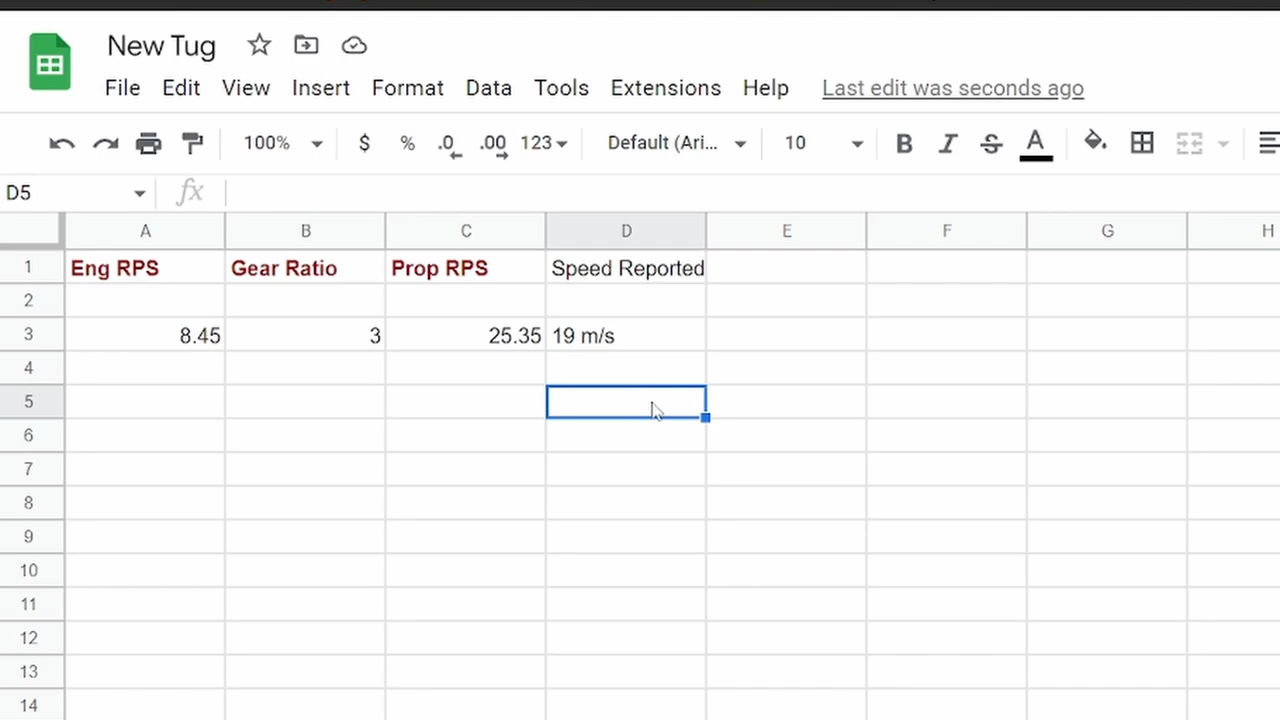 New Tug
File Edit View Insert Format Data Tools Extensions Help Last edit was seconds ago
100% $ % .0 .00 123 Default (Ari... 10 B I S A
D5 fx
A B C D E F G H
1 Eng RPS Gear Ratio Prop RPS Speed Reported
2
3 8.45 3 25.35 19 m/s
4
5
6
7
8
9
10
11
12
13
14